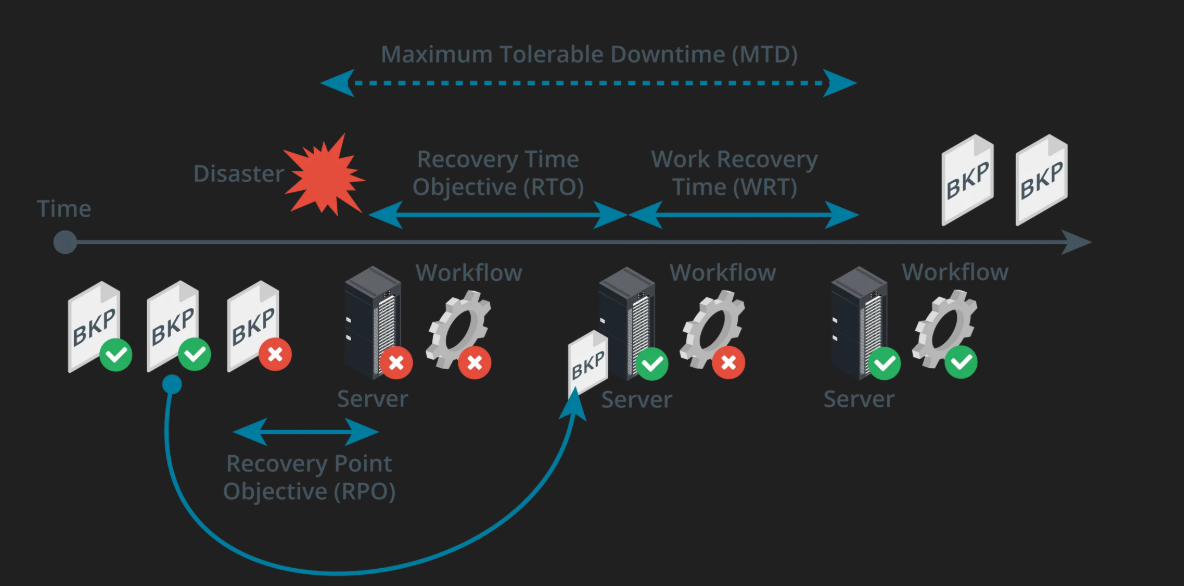 Maximum Tolerable Downtime (MTD)
Disaster
Recovery Time
Objective (RTO)
Work Recovery
Time (WRT)
BKP
BKP
Time
Workflow
Workflow
Workflow
BKP
BKP
BKP
BKP
Server
Server
Server
Recovery Point
Objective (RPO)